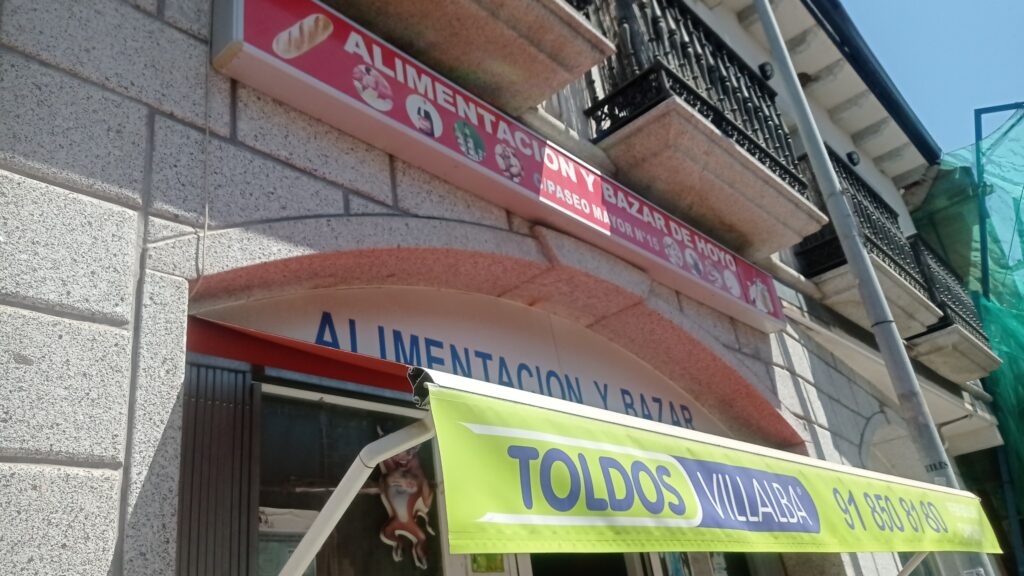 ALIMENTACION Y BAZAR DE HOYO
C/PASEO MAYOR Nº15
ALIMENTACION Y BAZAR
TOLDOS VILLALBA
91 850 81 80